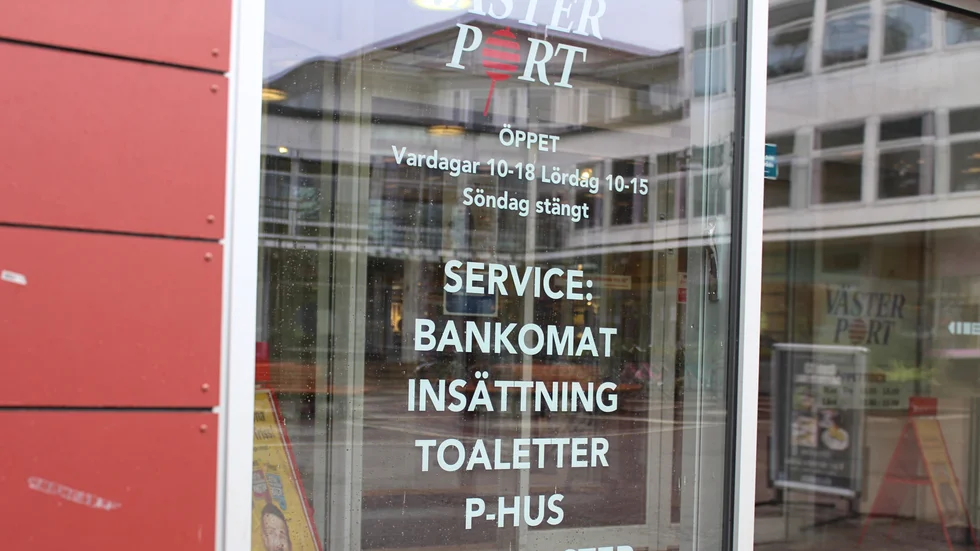 VÄSTER
PORT
ÖPPET
Vardagar 10-18 Lördag 10-15
Söndag stängt
SERVICE:
BANKOMAT
INSÄTTNING
TOALETTER
P-HUS
VÄSTER
PORT